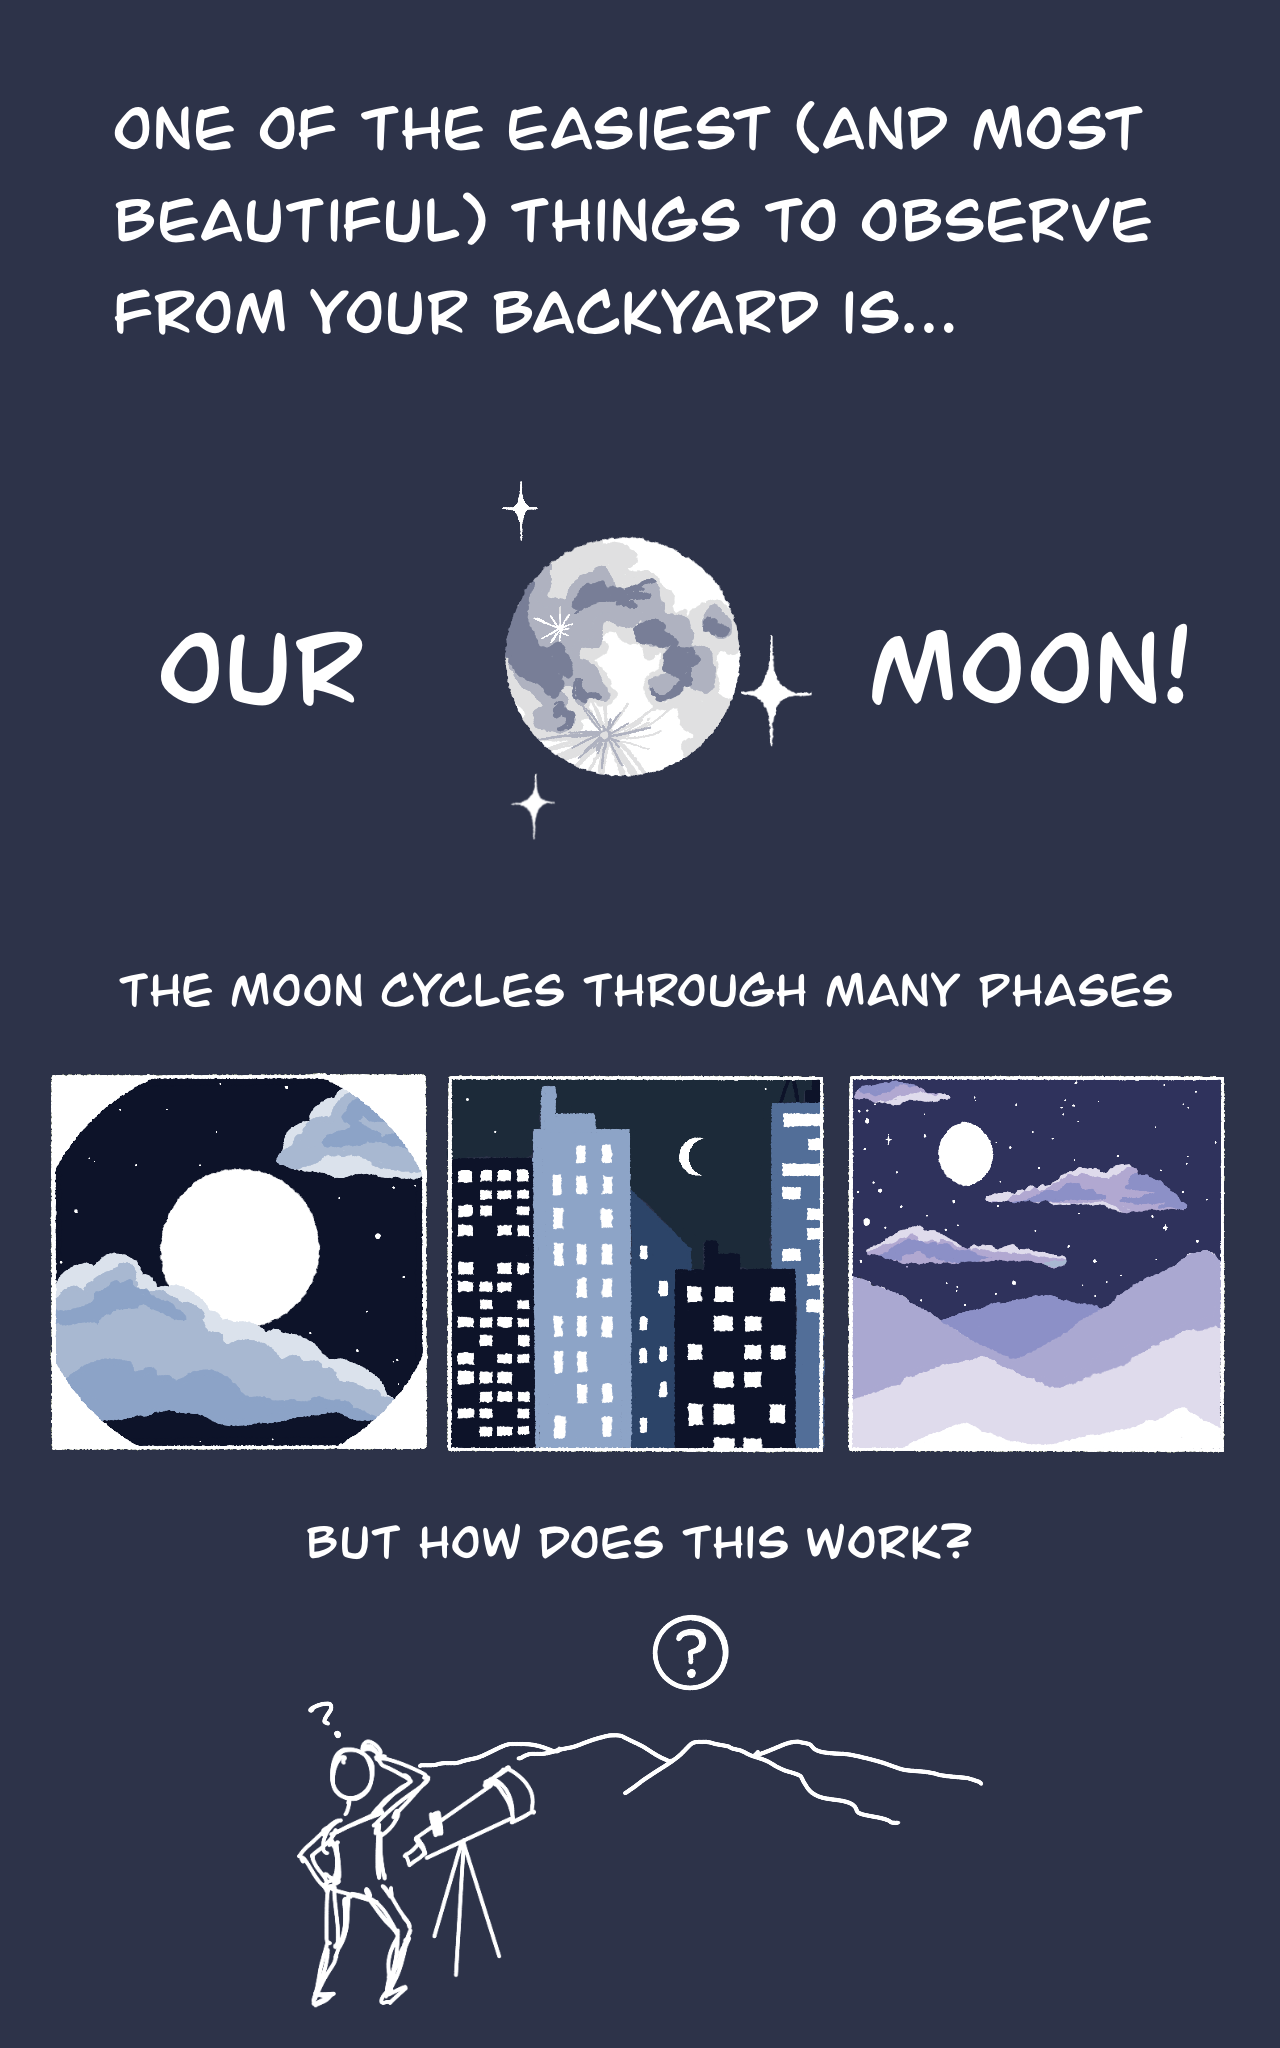 ONE OF THE EASIEST (AND MOST
BEAUTIFUL) THINGS TO OBSERVE
FROM YOUR BACKYARD IS...
OUR MOON!
THE MOON CYCLES THROUGH MANY PHASES
BUT HOW DOES THIS WORK?
?
?